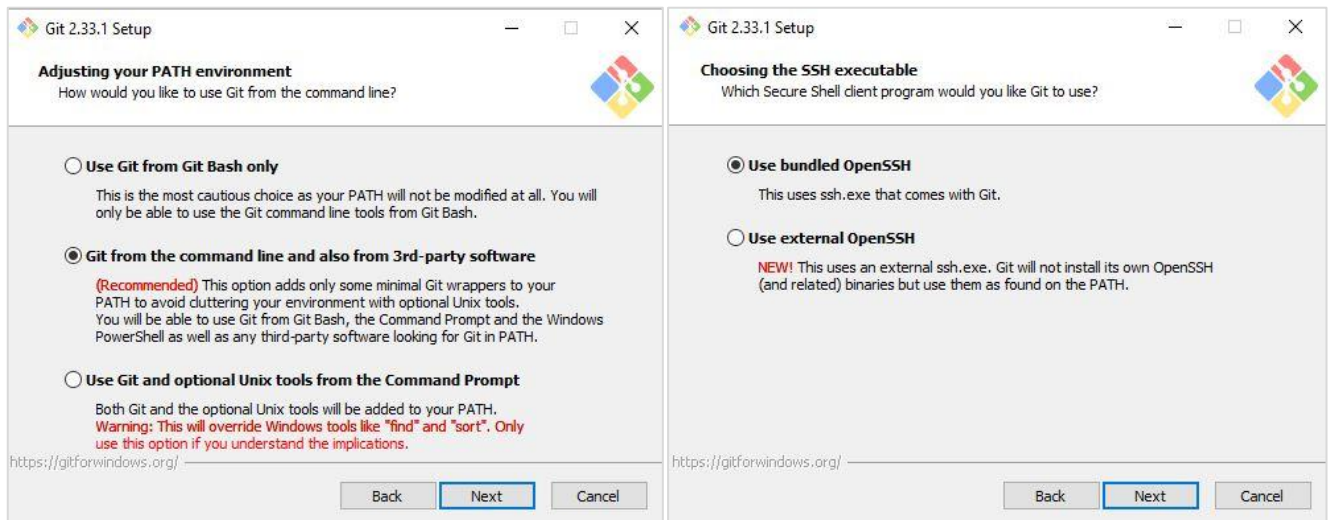 Git 2.33.1 Setup
Adjusting your PATH environment
How would you like to use Git from the command line?
Use Git from Git Bash only
This is the most cautious choice as your PATH will not be modified at all. You will
only be able to use the Git command line tools from Git Bash.
Git from the command line and also from 3rd-party software
(Recommended) This option adds only some minimal Git wrappers to your
PATH to avoid cluttering your environment with optional Unix tools.
You will be able to use Git from Git Bash, the Command Prompt and the Windows
PowerShell as well as any third-party software looking for Git in PATH.
Use Git and optional Unix tools from the Command Prompt
Both Git and the optional Unix tools will be added to your PATH.
Warning: This will override Windows tools like "find" and "sort". Only
use this option if you understand the implications.
https://gitforwindows.org/
Back Next Cancel
Git 2.33.1 Setup
Choosing the SSH executable
Which Secure Shell client program would you like Git to use?
Use bundled OpenSSH
This uses ssh.exe that comes with Git.
Use external OpenSSH
NEW! This uses an external ssh.exe. Git will not install its own OpenSSH
(and related) binaries but use them as found on the PATH.
https://gitforwindows.org/
Back Next Cancel